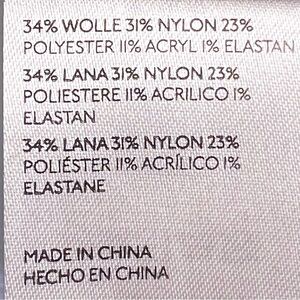 34% WOLLE 31% NYLON 23%
POLYESTER 11% ACRYL 1% ELASTAN
34% LANA 31% NYLON 23%
POLIESTERE 11% ACRILICO 1%
ELASTAN
34% LANA 31% NYLON 23%
POLIÉSTER 11% ACRÍLICO 1%
ELASTANE
MADE IN CHINA
HECHO EN CHINA